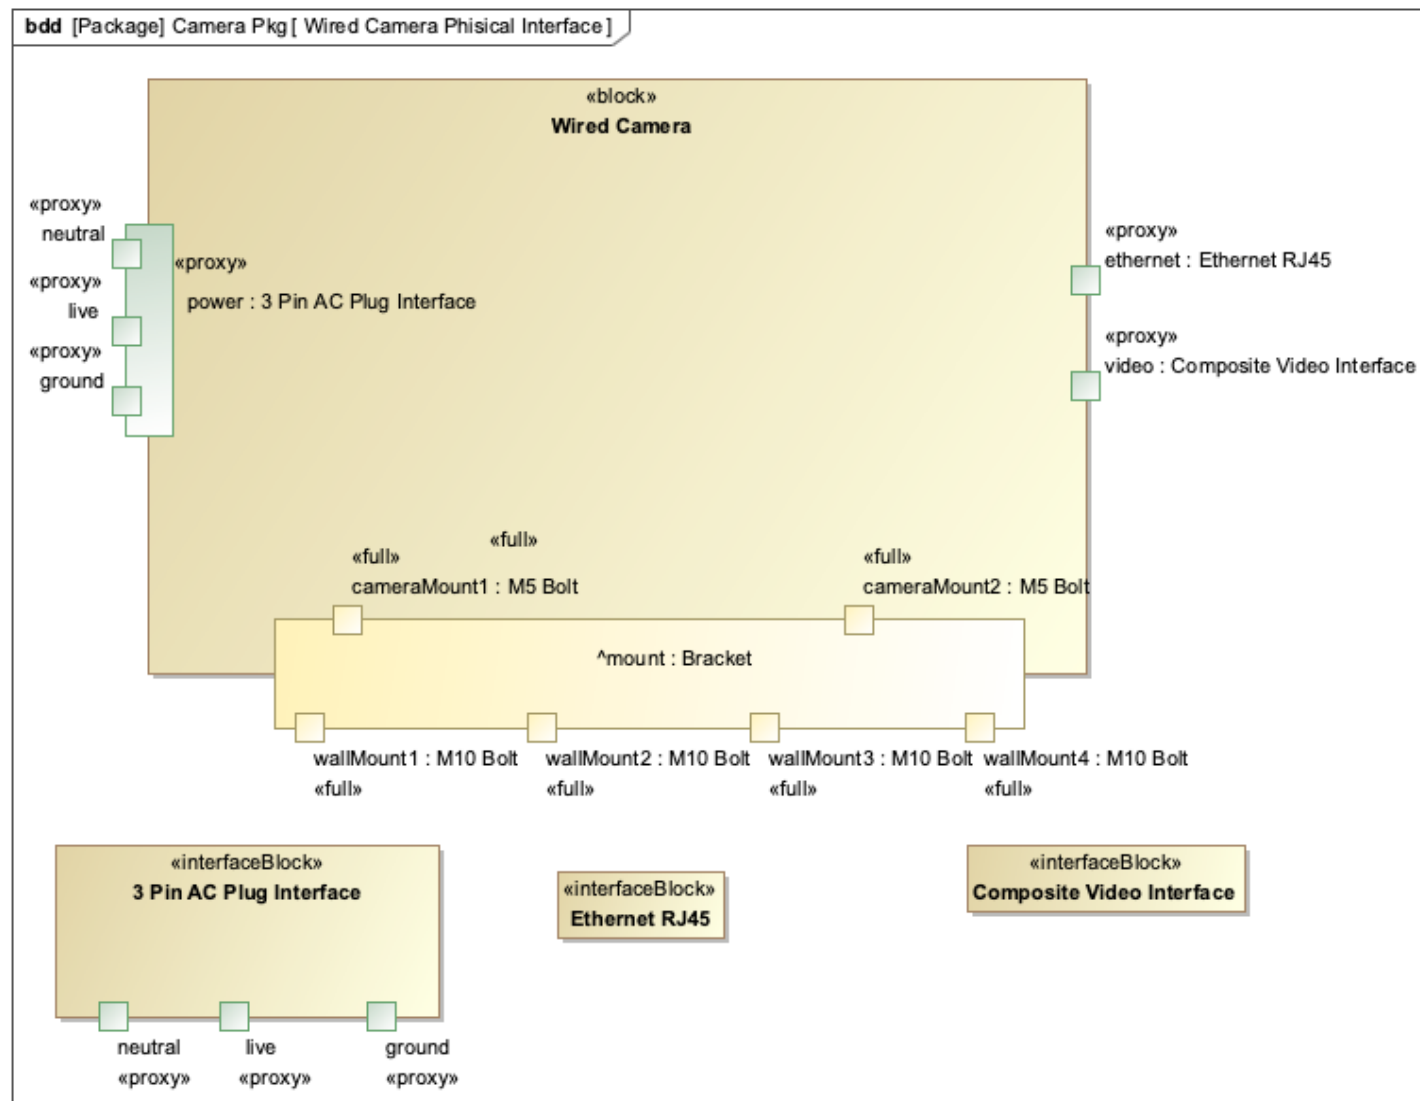 bdd [Package] Camera Pkg [ Wired Camera Phisical Interface ]
«block»
Wired Camera
«proxy»
neutral
«proxy»
live
«proxy»
ground
«proxy»
power : 3 Pin AC Plug Interface
«proxy»
ethernet : Ethernet RJ45
«proxy»
video : Composite Video Interface
«full»
cameraMount1 : M5 Bolt
«full»
«full»
cameraMount2 : M5 Bolt
^mount : Bracket
wallMount1 : M10 Bolt
«full»
wallMount2 : M10 Bolt
«full»
wallMount3 : M10 Bolt
«full»
wallMount4 : M10 Bolt
«full»
«interfaceBlock»
3 Pin AC Plug Interface
neutral
«proxy»
live
«proxy»
ground
«proxy»
«interfaceBlock»
Ethernet RJ45
«interfaceBlock»
Composite Video Interface